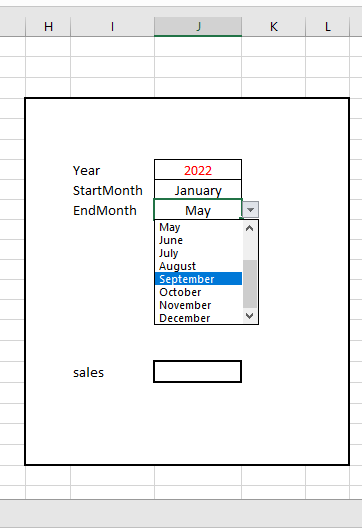 H I J K L
Year 2022
StartMonth January
EndMonth May
May
June
July
August
September
October
November
December
sales